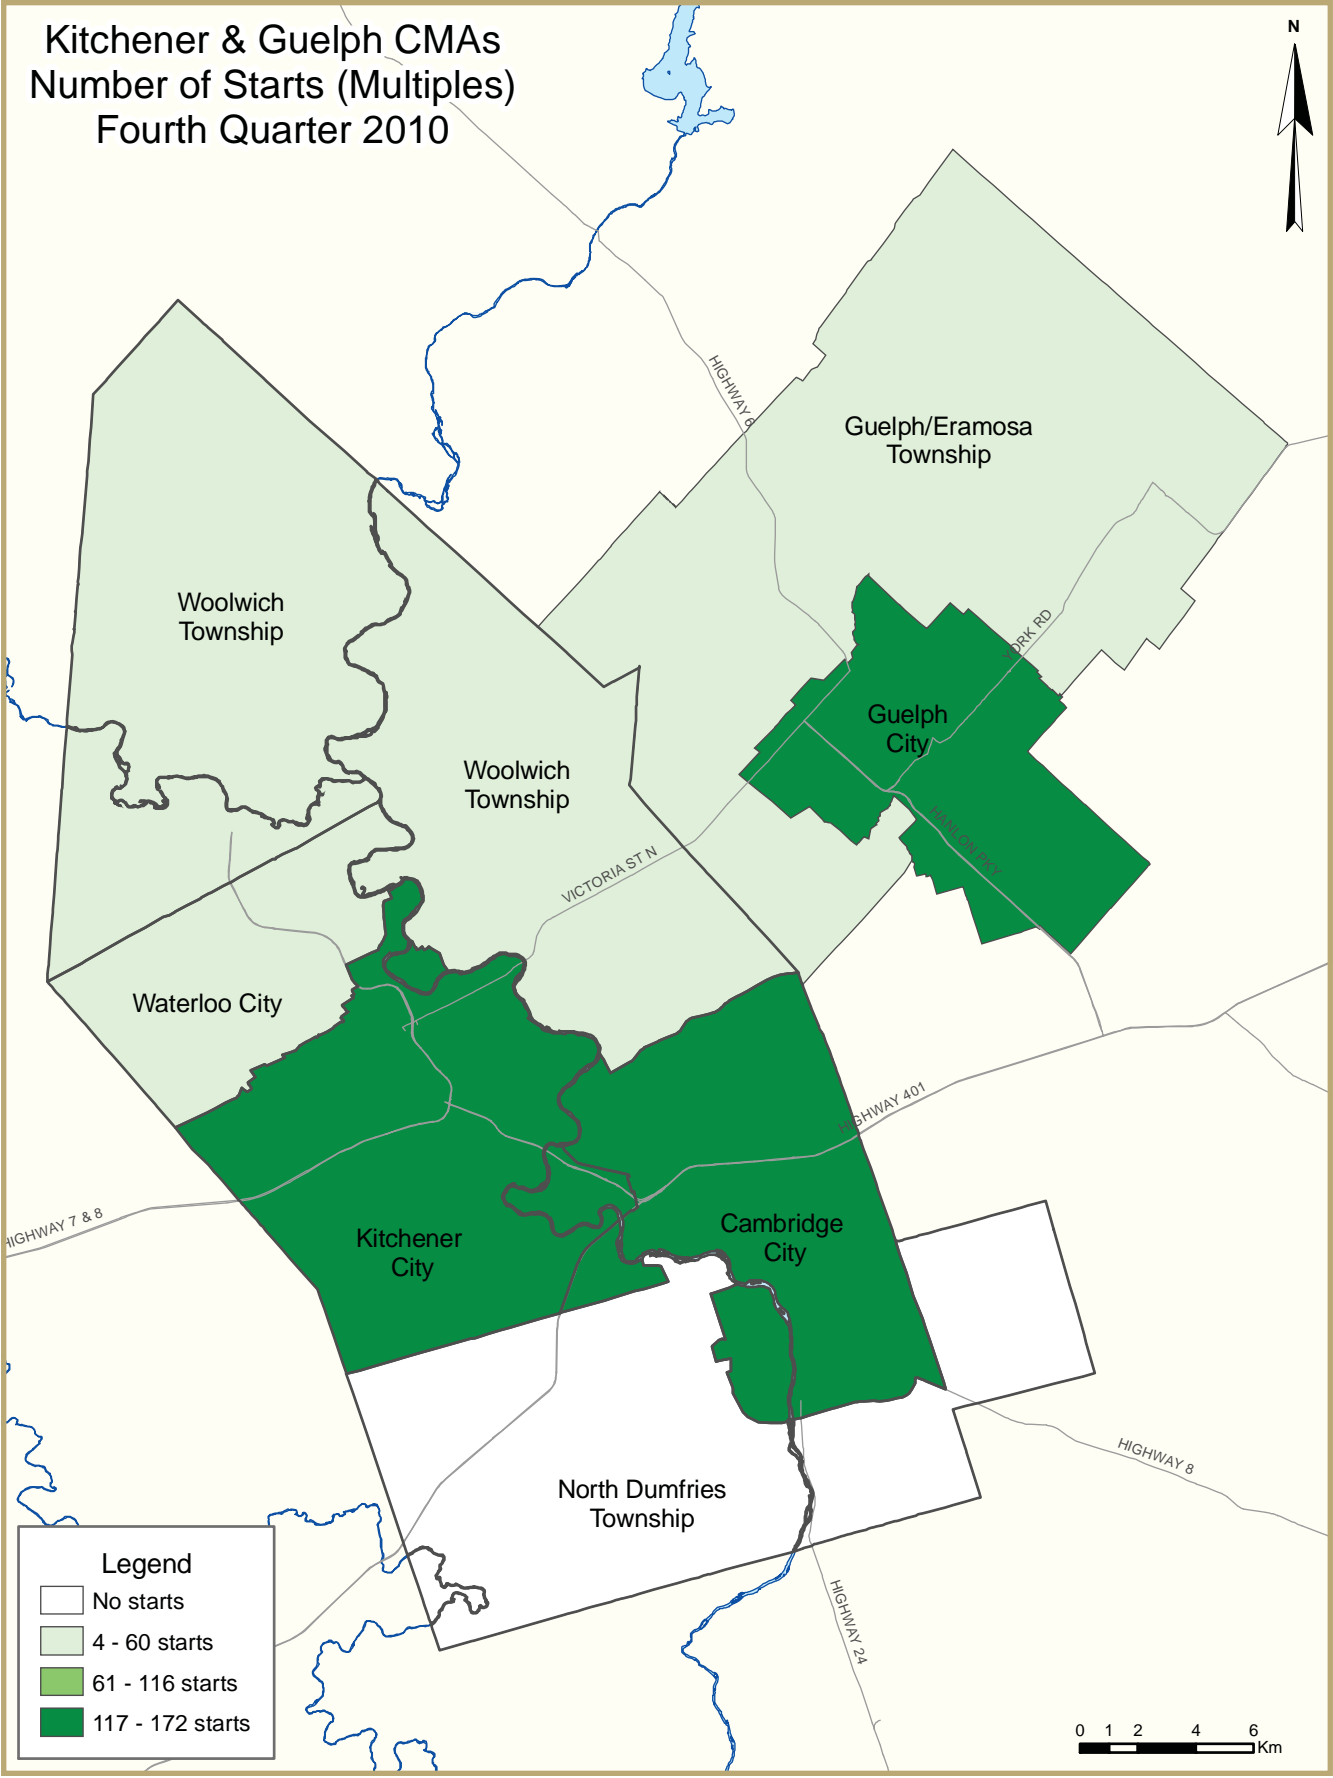 Kitchener & Guelph CMAs
Number of Starts (Multiples)
Fourth Quarter 2010
N
HIGHWAY 6
Guelph/Eramosa
Township
Woolwich
Township
YORK RD
Guelph
City
Woolwich
Township
HANLON PKY
VICTORIA ST N
Waterloo City
HIGHWAY 401
HIGHWAY 7 & 8
Kitchener
City
Cambridge
City
HIGHWAY 8
North Dumfries
Township
HIGHWAY 24
Legend
No starts
4 - 60 starts
61 - 116 starts
117 - 172 starts
0 1 2 4 6
Km